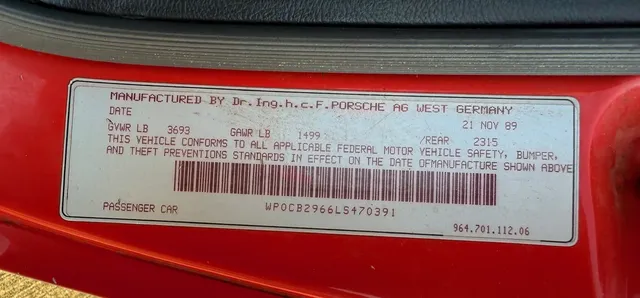 MANUFACTURED BY Dr.Ing.h.c.F.PORSCHE AG WEST GERMANY
DATE 21 NOV 89
GVWR LB 3693 GAWR LB 1499 /REAR 2315
THIS VEHICLE CONFORMS TO ALL APPLICABLE FEDERAL MOTOR VEHICLE SAFETY, BUMPER,
AND THEFT PREVENTIONS STANDARDS IN EFFECT ON THE DATE OFMANUFACTURE SHOWN ABOVE
WP0CB2966LS470391
PASSENGER CAR
964.701.112.06